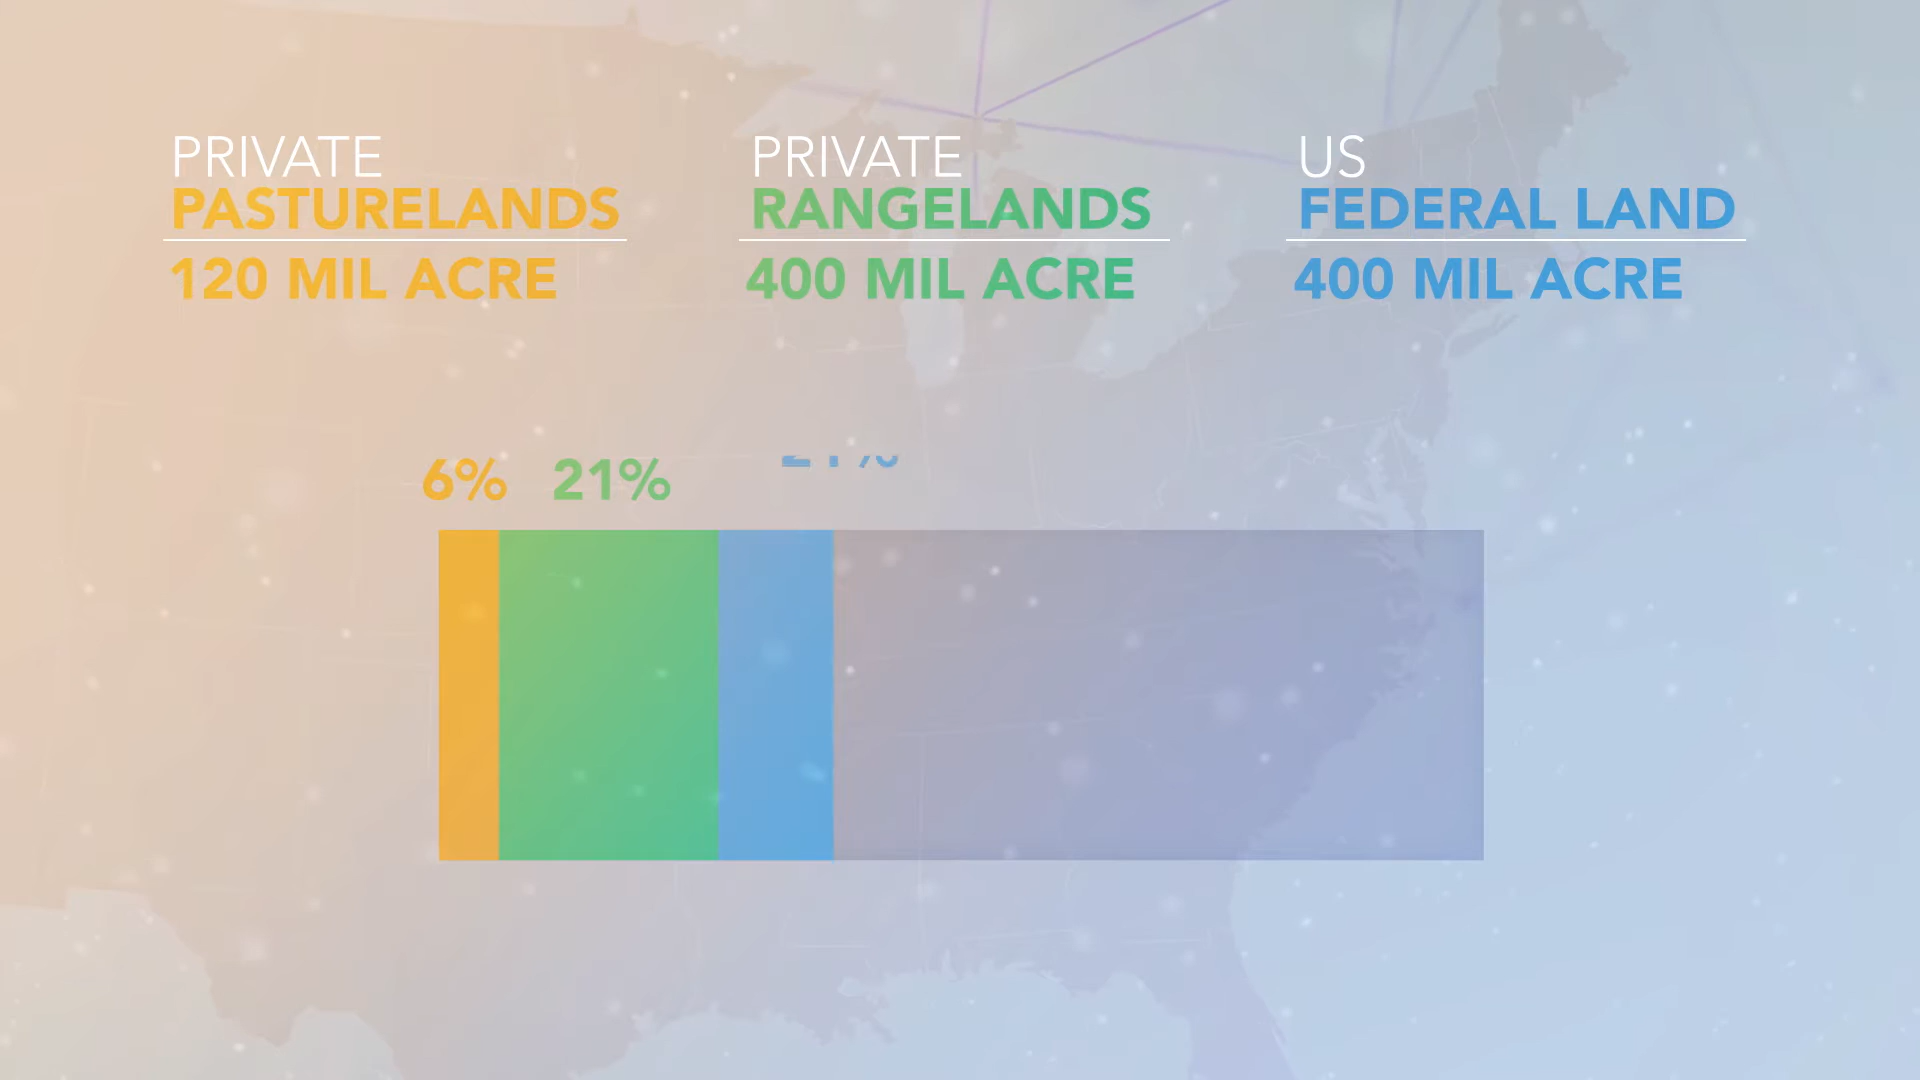 PRIVATE
PASTURELANDS
120 MIL ACRE
PRIVATE
RANGELANDS
400 MIL ACRE
US
FEDERAL LAND
400 MIL ACRE
6%
21%